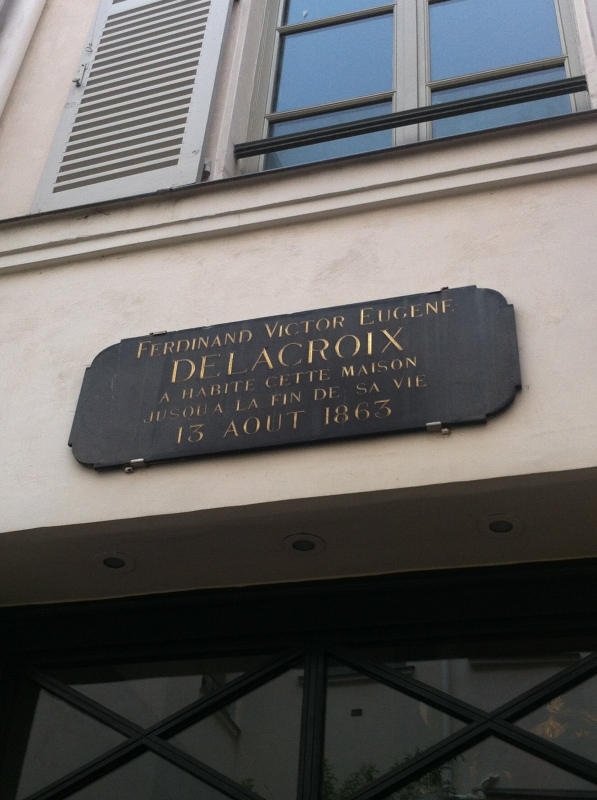 FERDINAND VICTOR EUGENE
DELACROIX
A HABITE CETTE MAISON
JUSQUA LA FIN DE SA VIE
13 AOUT 1863